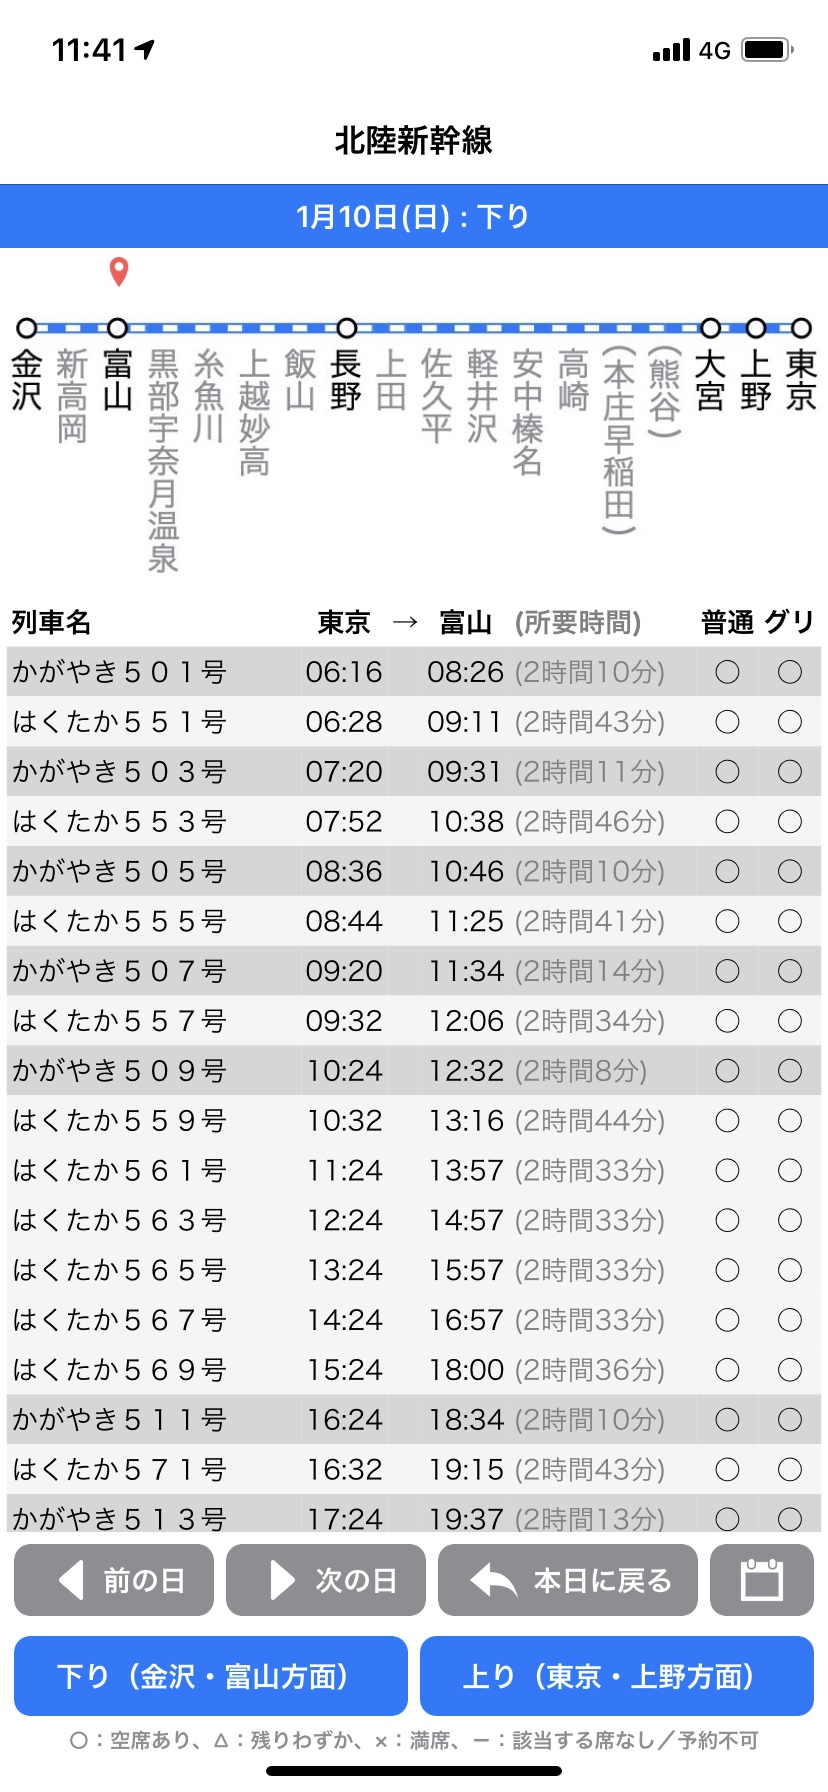 11:41 4G
北陸新幹線
1月10日(日) : 下り
金沢
新高岡
富山
黒部宇奈月温泉
糸魚川
上越妙高
飯山
長野
上田
佐久平
軽井沢
安中榛名
高崎
(本庄早稲田)
(熊谷)
大宮
上野
東京
列車名 東京 → 富山 (所要時間) 普通 グリ
かがやき５０１号 06:16 08:26 (2時間10分) ○ ○
はくたか５５１号 06:28 09:11 (2時間43分) ○ ○
かがやき５０３号 07:20 09:31 (2時間11分) ○ ○
はくたか５５３号 07:52 10:38 (2時間46分) ○ ○
かがやき５０５号 08:36 10:46 (2時間10分) ○ ○
はくたか５５５号 08:44 11:25 (2時間41分) ○ ○
かがやき５０７号 09:20 11:34 (2時間14分) ○ ○
はくたか５５７号 09:32 12:06 (2時間34分) ○ ○
かがやき５０９号 10:24 12:32 (2時間8分) ○ ○
はくたか５５９号 10:32 13:16 (2時間44分) ○ ○
はくたか５６１号 11:24 13:57 (2時間33分) ○ ○
はくたか５６３号 12:24 14:57 (2時間33分) ○ ○
はくたか５６５号 13:24 15:57 (2時間33分) ○ ○
はくたか５６７号 14:24 16:57 (2時間33分) ○ ○
はくたか５６９号 15:24 18:00 (2時間36分) ○ ○
かがやき５１１号 16:24 18:34 (2時間10分) ○ ○
はくたか５７１号 16:32 19:15 (2時間43分) ○ ○
かがやき５１３号 17:24 19:37 (2時間13分) ○ ○
前の日 次の日 本日に戻る
下り（金沢・富山方面） 上り（東京・上野方面）
○：空席あり、△：残りわずか、×：満席、ー：該当する席なし／予約不可